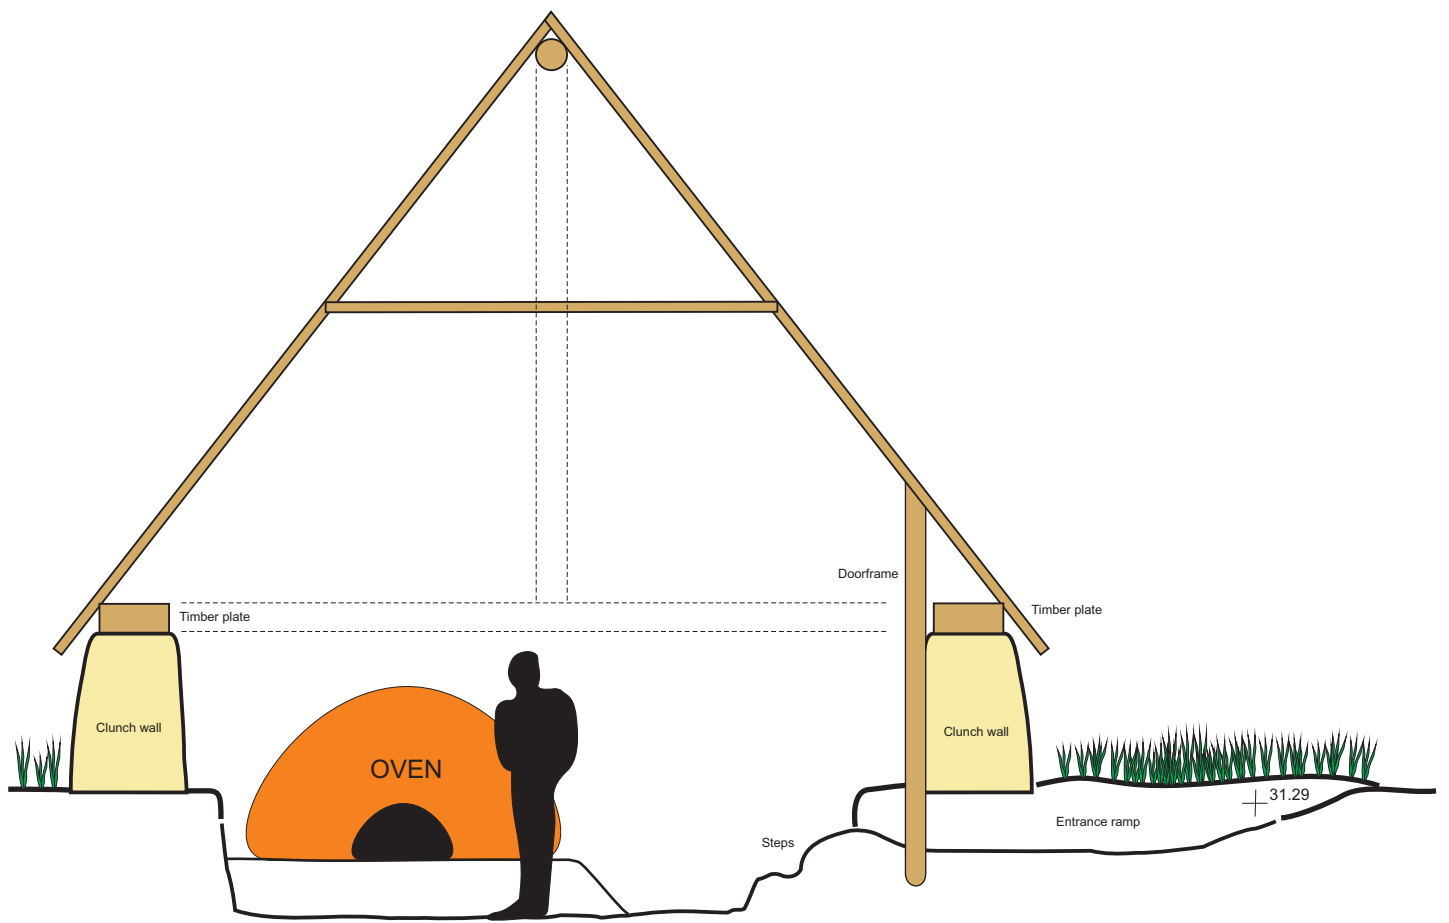 Doorframe
Timber plate
Timber plate
Clunch wall
Clunch wall
OVEN
31.29
Entrance ramp
Steps